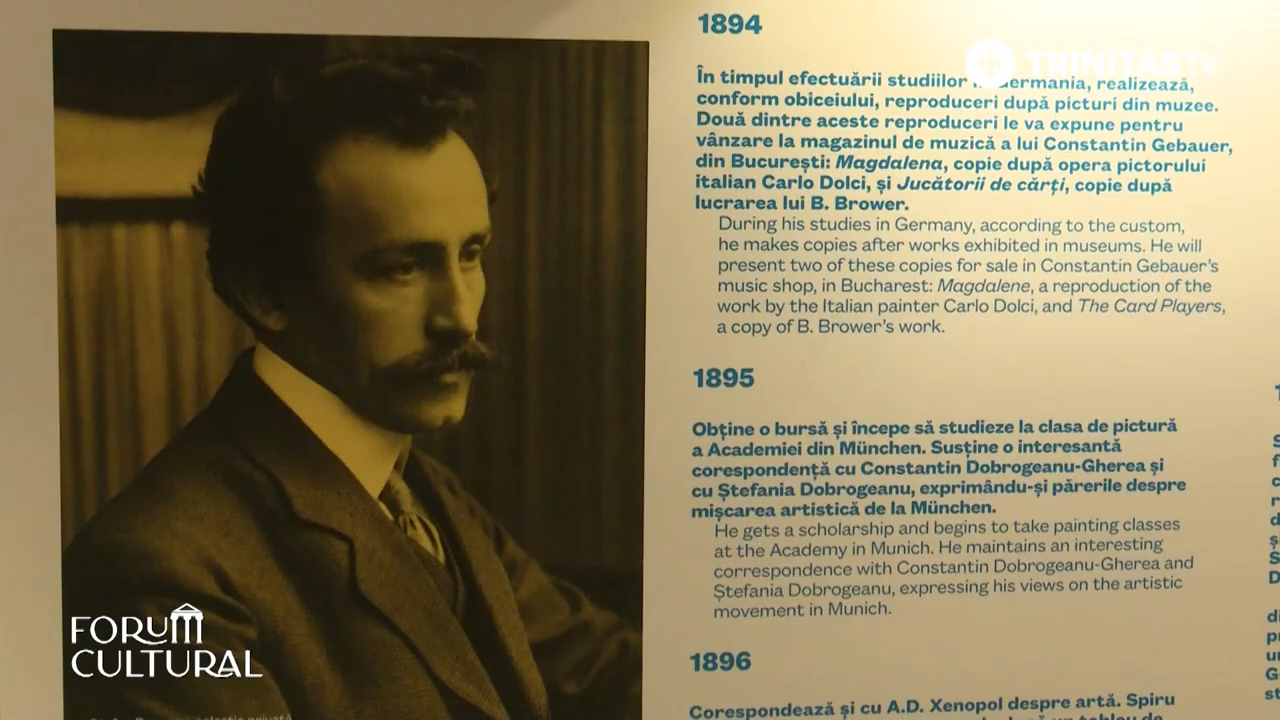 1894
TRINITASTV
În timpul efectuării studiilor Germania, realizează,
conform obiceiului, reproduceri după picturi din muzee.
Două dintre aceste reproduceri le va expune pentru
vânzare la magazinul de muzică a lui Constantin Gebauer,
din București: Magdalena, copie după opera pictorului
italian Carlo Dolci, și Jucătorii de cărți, copie după
lucrarea lui B. Brower.
During his studies in Germany, according to the custom,
he makes copies after works exhibited in museums. He will
present two of these copies for sale in Constantin Gebauer's
music shop, in Bucharest: Magdalene, a reproduction of the
work by the Italian painter Carlo Dolci, and The Card Players,
a copy of B. Brower's work.
1895
Obține o bursă și începe să studieze la clasa de pictură
a Academiei din München. Susține o interesantă
corespondență cu Constantin Dobrogeanu-Gherea și
cu Ștefania Dobrogeanu, exprimându-și părerile despre
mișcarea artistică de la München.
He gets a scholarship and begins to take painting classes
at the Academy in Munich. He maintains an interesting
correspondence with Constantin Dobrogeanu-Gherea and
Ștefania Dobrogeanu, expressing his views on the artistic
movement in Munich.
1896
Corespondează și cu A.D. Xenopol despre artă. Spiru
FORUM
CULTURAL